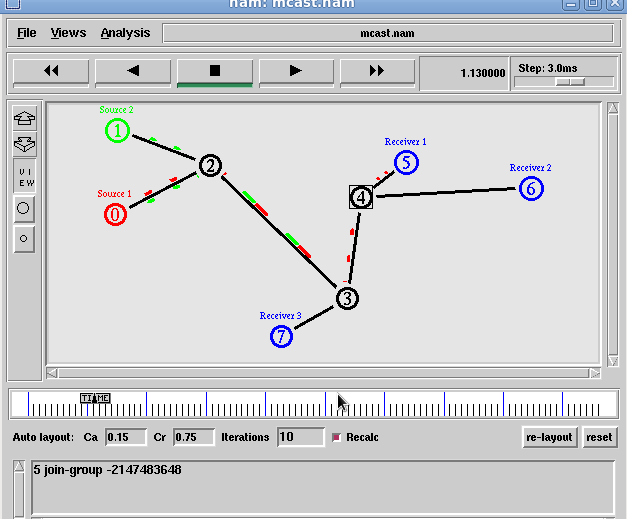 nam: mcast.nam
File Views Analysis mcast.nam
1.130000 Step: 3.0ms
VIEW
Source 2
1
2
Source 1
0
Receiver 1
5
Receiver 2
4
6
3
Receiver 3
7
TIME
Auto layout: Ca 0.15 Cr 0.75 Iterations 10 Recalc re-layout reset
5 join-group -2147483648